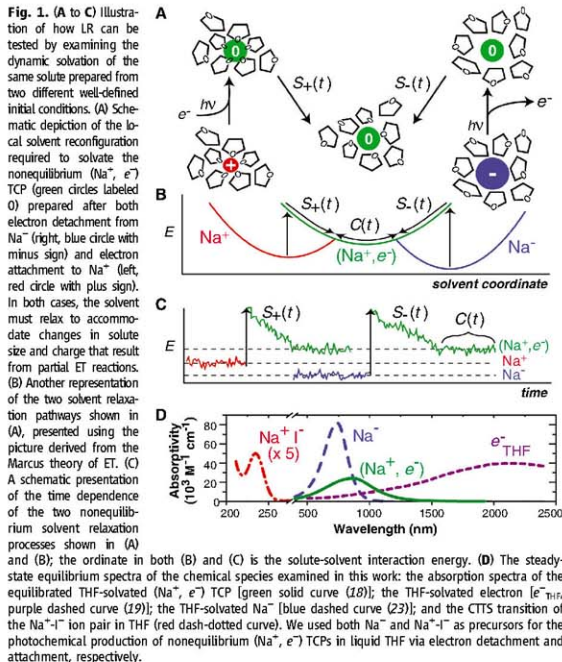 Fig. 1. (A to C) Illustra-
tion of how LR can be
tested by examining the
dynamic solvation of the
same solute prepared from
two different well-defined
initial conditions. (A) Sche-
matic depiction of the lo-
cal solvent reconfiguration
required to solvate the
nonequilibrium (Na⁺, e⁻)
TCP (green circles labeled
0) prepared after both
electron detachment from
Na⁻ (right, blue circle with
minus sign) and electron
attachment to Na⁺ (left,
red circle with plus sign).
In both cases, the solvent
must relax to accommo-
date changes in solute
size and charge that result
from partial ET reactions.
(B) Another representation
of the two solvent relaxa-
tion pathways shown in
(A), presented using the
picture derived from the
Marcus theory of ET. (C)
A schematic presentation
of the time dependence
of the two nonequilib-
rium solvent relaxation
processes shown in (A)
and (B); the ordinate in both (B) and (C) is the solute-solvent interaction energy. (D) The steady-
state equilibrium spectra of the chemical species examined in this work: the absorption spectra of the
equilibrated THF-solvated (Na⁺, e⁻) TCP [green solid curve (18)]; the THF-solvated electron [e⁻THF,
purple dashed curve (19)]; the THF-solvated Na⁻ [blue dashed curve (23)]; and the CTTS transition of
the Na⁺-I⁻ ion pair in THF (red dash-dotted curve). We used both Na⁻ and Na⁺-I⁻ as precursors for the
photochemical production of nonequilibrium (Na⁺, e⁻) TCPs in liquid THF via electron detachment and
attachment, respectively.
A
0
0
S₊(t)
S₋(t)
0
e⁻
hν
hν
e⁻
+
-
B
S₊(t)
S₋(t)
C(t)
E
Na⁺
(Na⁺,e⁻)
Na⁻
solvent coordinate
C
S₊(t)
S₋(t)
C(t)
E
(Na⁺,e⁻)
Na⁺
Na⁻
time
D
Absorptivity
(10³ M⁻¹ cm⁻¹)
80
60
40
20
0
Na⁺ I⁻
(x 5)
Na⁻
(Na⁺, e⁻)
e⁻THF
200
250
500
1000
1500
2000
2500
Wavelength (nm)